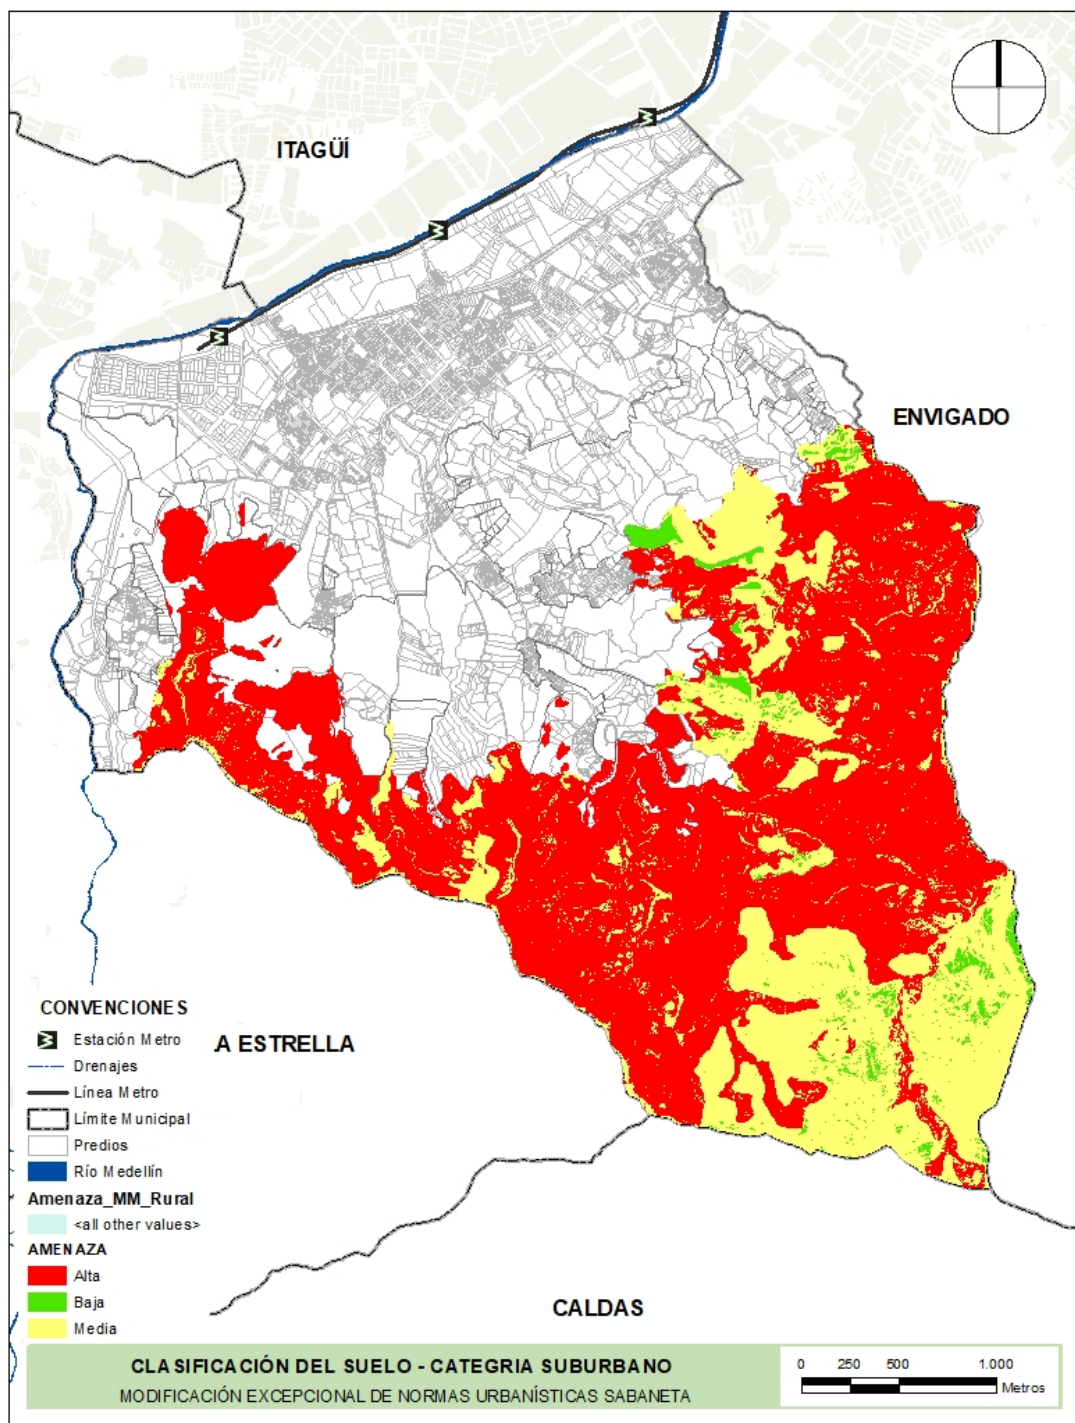 ITAGÜÍ
ENVIGADO
CONVENCIONES
Estación Metro
Drenajes
Línea Metro
Límite Municipal
Predios
Río Medellín
Amenaza_MM_Rural
<all other values>
AMENAZA
Alta
Baja
Media
.A ESTRELLA
CALDAS
CLASIFICACIÓN DEL SUELO - CATEGRIA SUBURBANO
MODIFICACIÓN EXCEPCIONAL DE NORMAS URBANÍSTICAS SABANETA
0 250 500 1.000
Metros